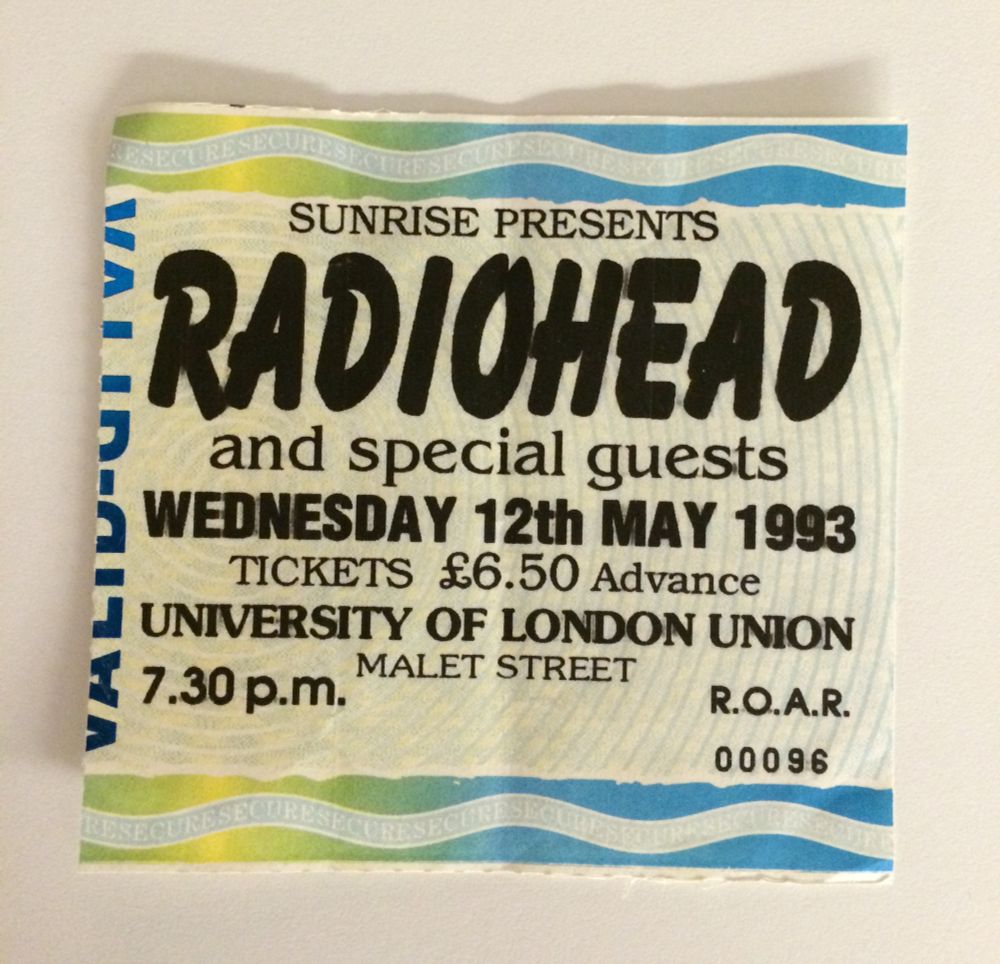 SUNRISE PRESENTS
RADIOHEAD
and special guests
WEDNESDAY 12th MAY 1993
TICKETS £6.50 Advance
UNIVERSITY OF LONDON UNION
MALET STREET
7.30 p.m.
R.O.A.R.
00096